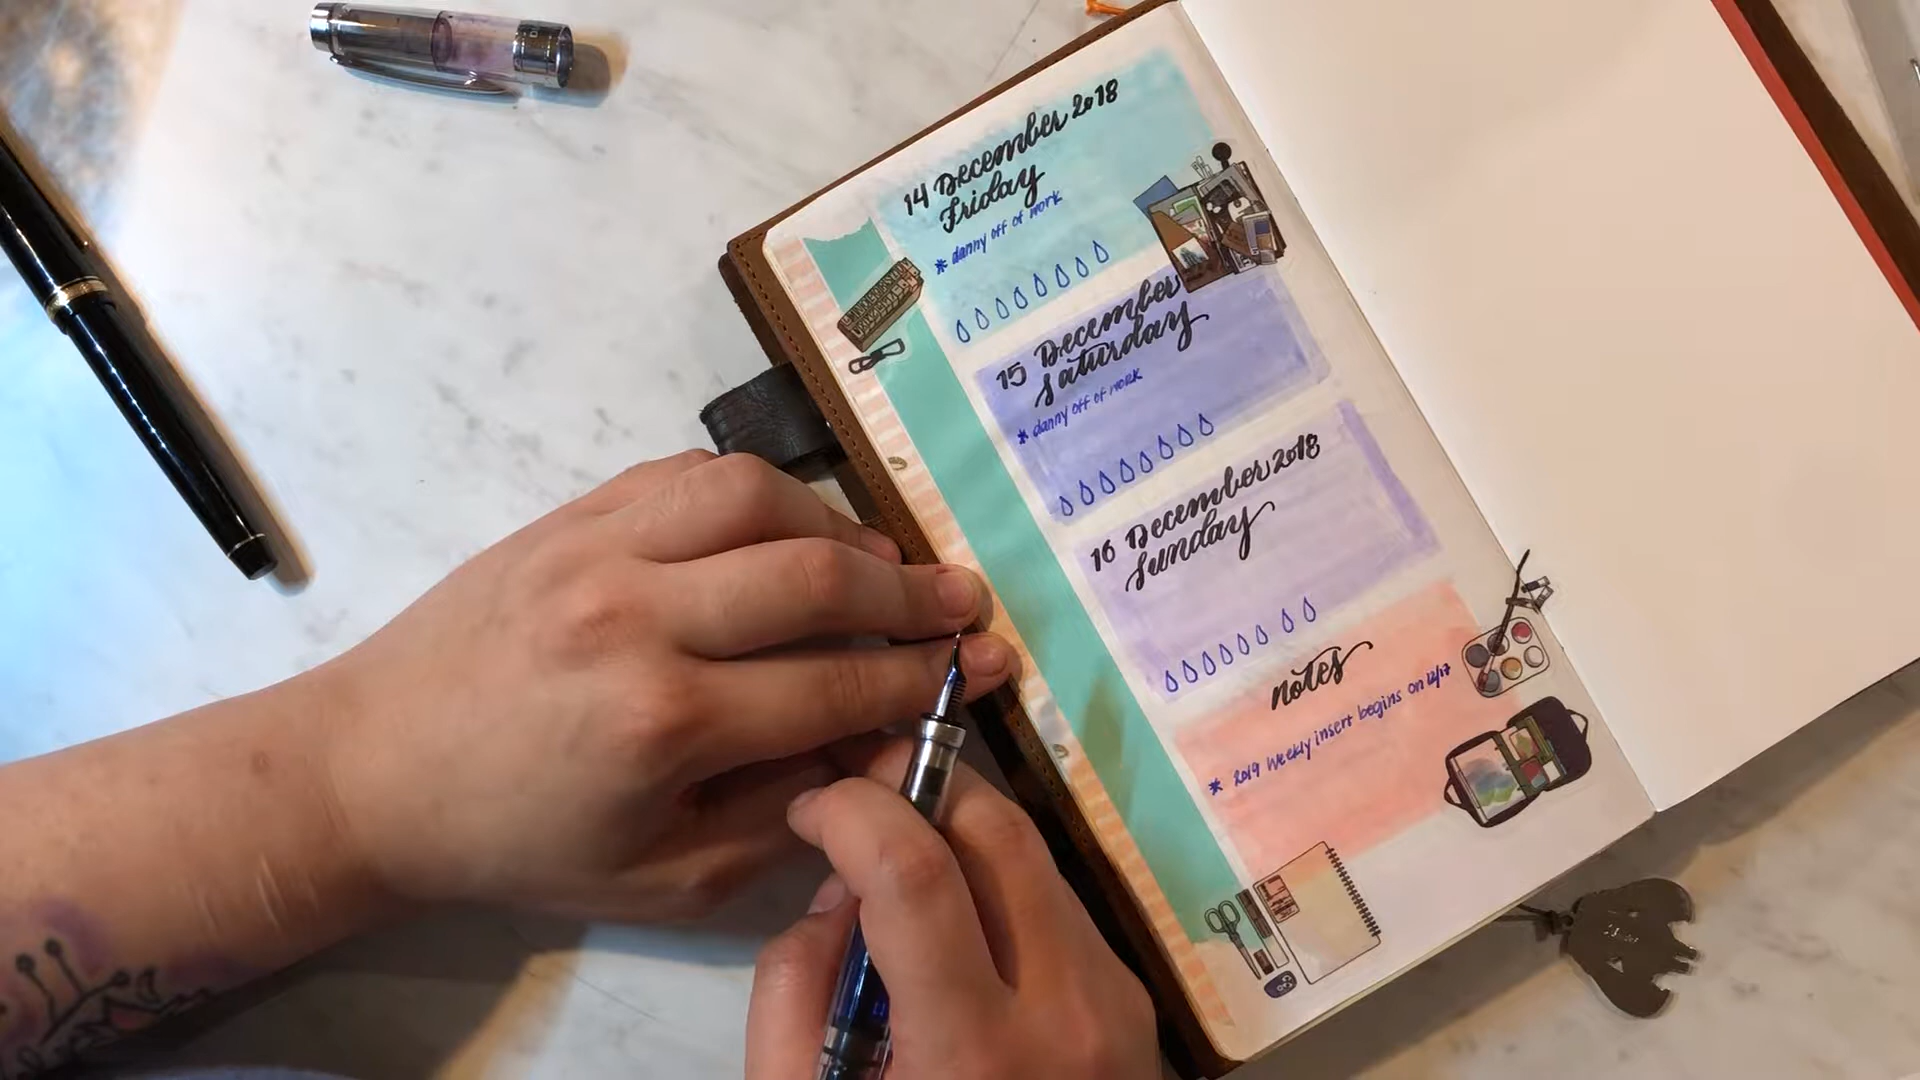 14 December 2018
Friday
* danny off of work
15 December
Saturday
* danny off of work
16 December 2018
Sunday
notes
* 2019 Weekly insert begins on 12/17